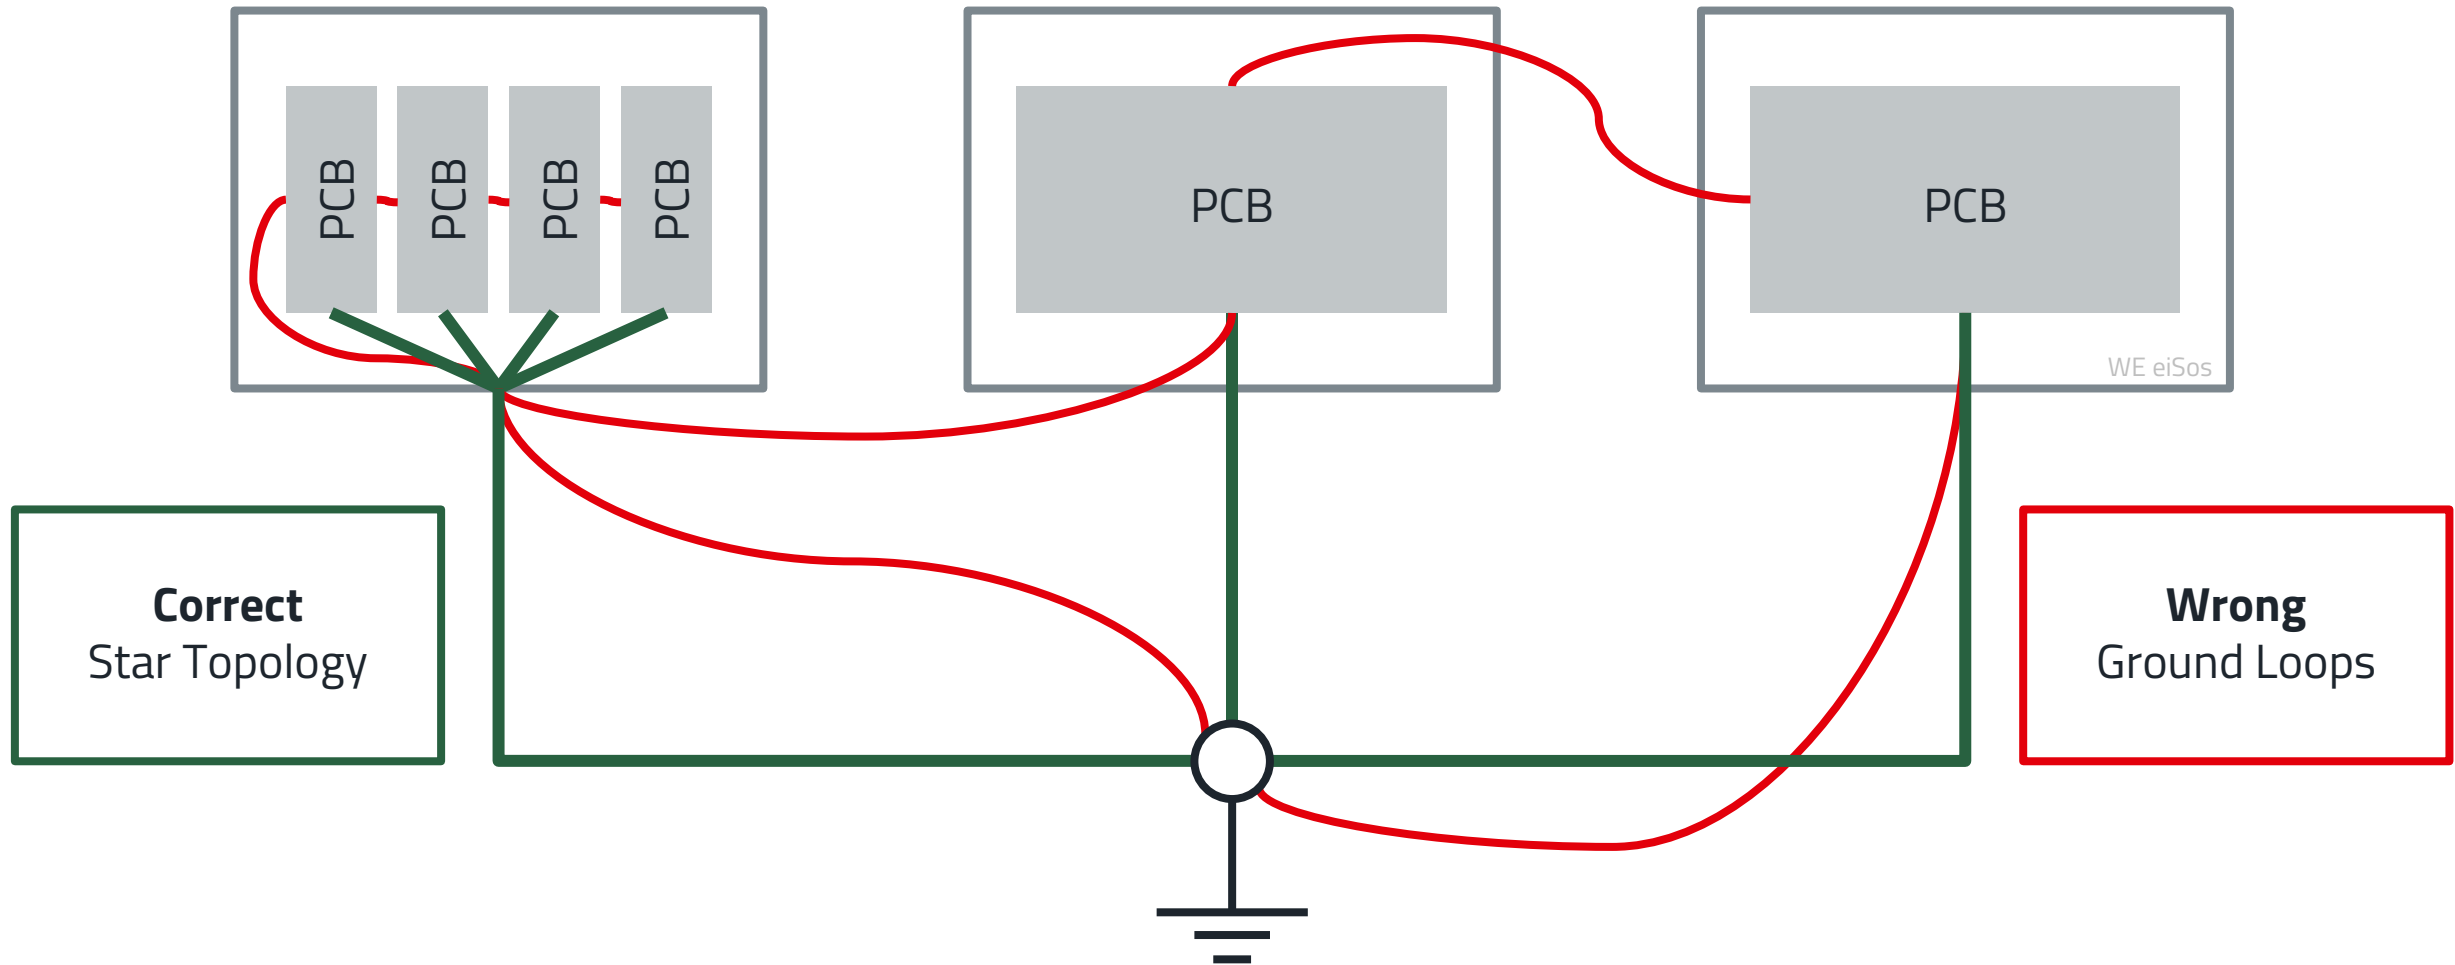 PCB
PCB
PCB
PCB
PCB
PCB
WE eiSos
Correct
Star Topology
Wrong
Ground Loops